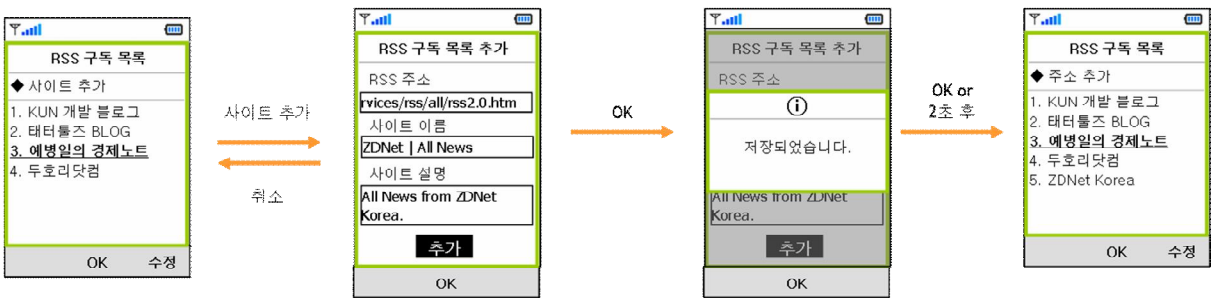 RSS 구독 목록
◆ 사이트 추가
1. KUN 개발 블로그
2. 태터툴즈 BLOG
3. 예병일의 경제노트
4. 두호리닷컴
OK 수정
사이트 추가
취소
RSS 구독 목록 추가
RSS 주소
rvices/rss/all/rss2.0.htm
사이트 이름
ZDNet | All News
사이트 설명
All News from ZDNet
Korea.
추가
OK
OK
RSS 구독 목록 추가
RSS 주소
저장되었습니다.
All News from ZDNet
Korea.
추가
OK
OK or
2초 후
RSS 구독 목록
◆ 주소 추가
1. KUN 개발 블로그
2. 태터툴즈 BLOG
3. 예병일의 경제노트
4. 두호리닷컴
5. ZDNet Korea
OK 수정